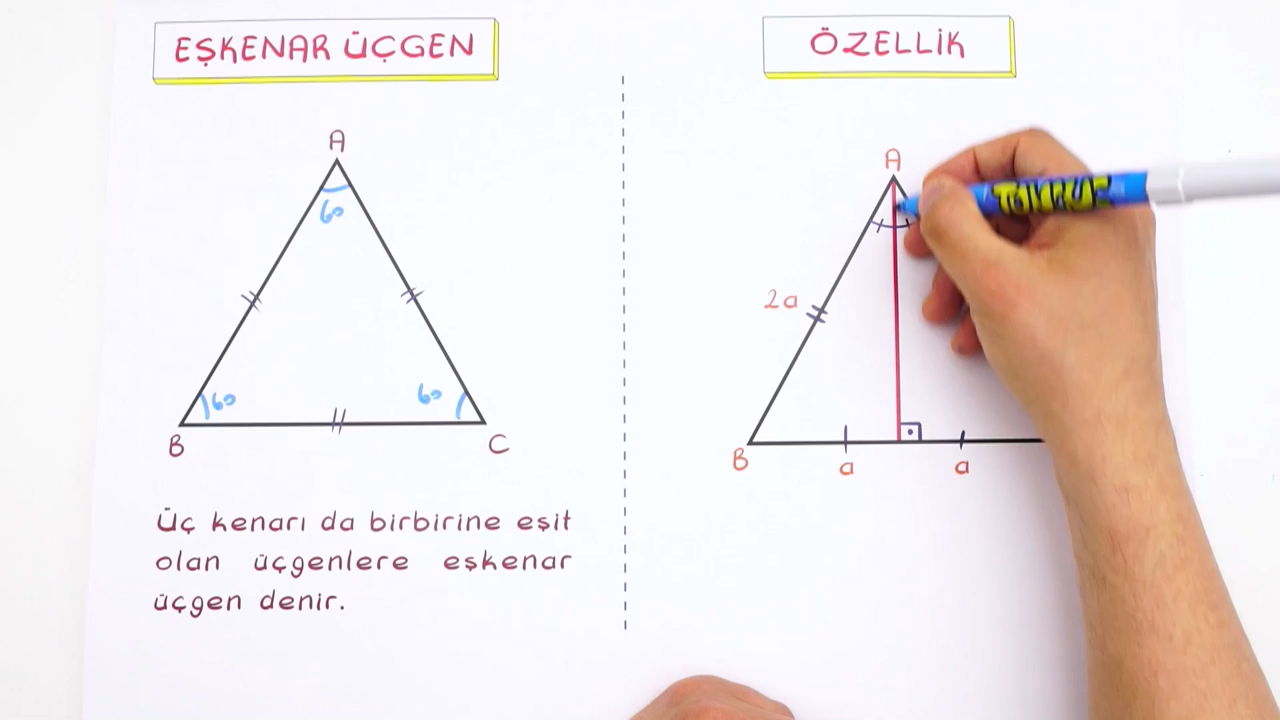 EŞKENAR ÜÇGEN
A
60
60
60
B
C
Üç kenarı da birbirine eşit
olan üçgenlere eşkenar
üçgen denir.
ÖZELLİK
A
2a
B
a
a